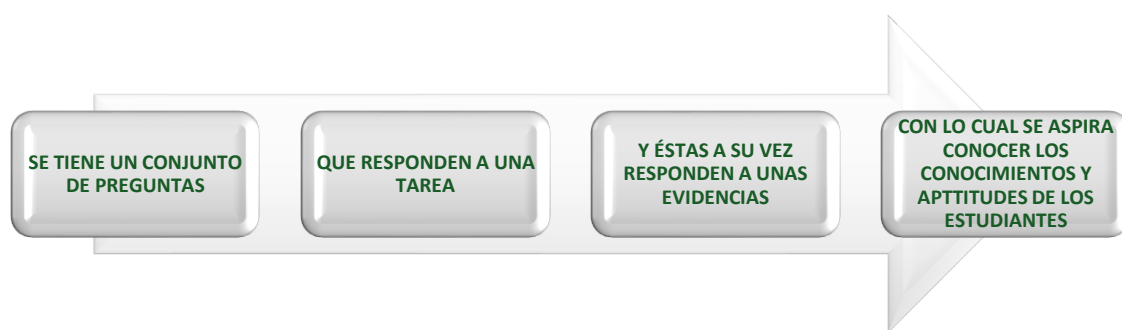 SE TIENE UN CONJUNTO
DE PREGUNTAS
QUE RESPONDEN A UNA
TAREA
Y ÉSTAS A SU VEZ
RESPONDEN A UNAS
EVIDENCIAS
CON LO CUAL SE ASPIRA
CONOCER LOS
CONOCIMIENTOS Y
APTTITUDES DE LOS
ESTUDIANTES